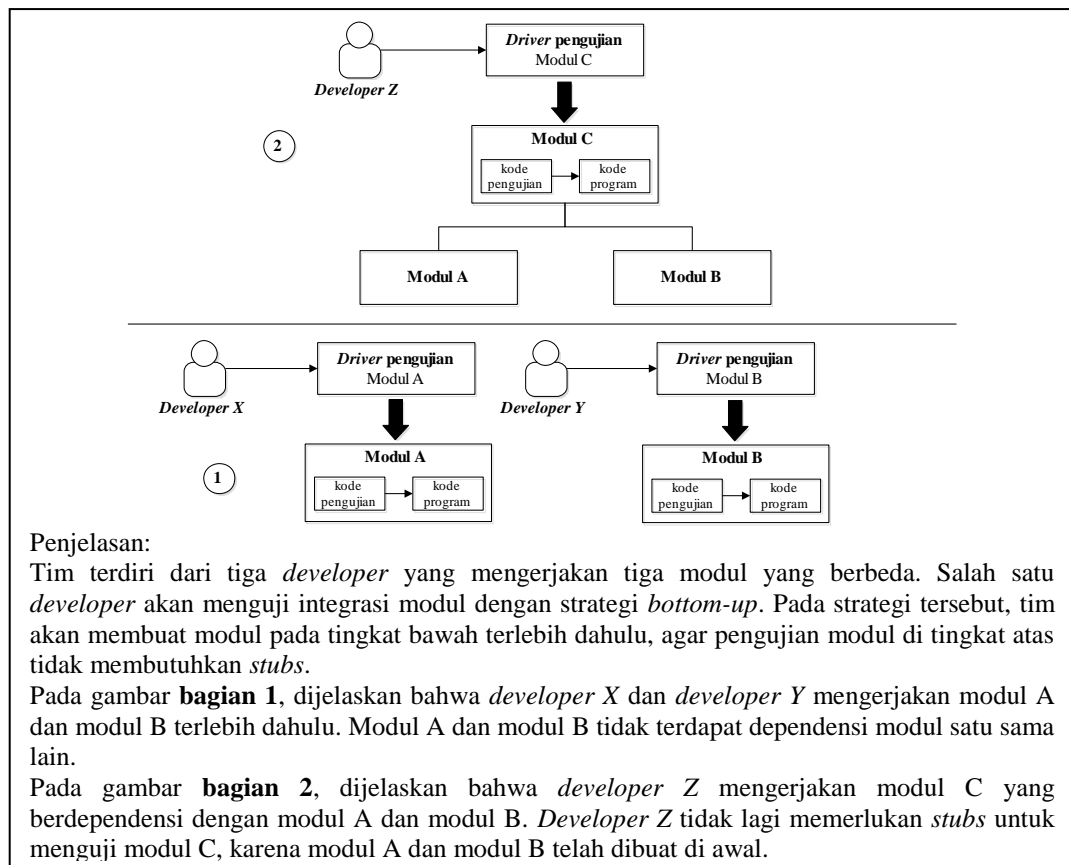 Driver pengujian
Modul C
Developer Z
2
Modul C
kode
pengujian
kode
program
Modul A
Modul B
Driver pengujian
Modul A
Driver pengujian
Modul B
Developer X
Developer Y
1
Modul A
kode
pengujian
kode
program
Modul B
kode
pengujian
kode
program
Penjelasan:
Tim terdiri dari tiga developer yang mengerjakan tiga modul yang berbeda. Salah satu
developer akan menguji integrasi modul dengan strategi bottom-up. Pada strategi tersebut, tim
akan membuat modul pada tingkat bawah terlebih dahulu, agar pengujian modul di tingkat atas
tidak membutuhkan stubs.
Pada gambar bagian 1, dijelaskan bahwa developer X dan developer Y mengerjakan modul A
dan modul B terlebih dahulu. Modul A dan modul B tidak terdapat dependensi modul satu sama
lain.
Pada gambar bagian 2, dijelaskan bahwa developer Z mengerjakan modul C yang
berdependensi dengan modul A dan modul B. Developer Z tidak lagi memerlukan stubs untuk
menguji modul C, karena modul A dan modul B telah dibuat di awal.